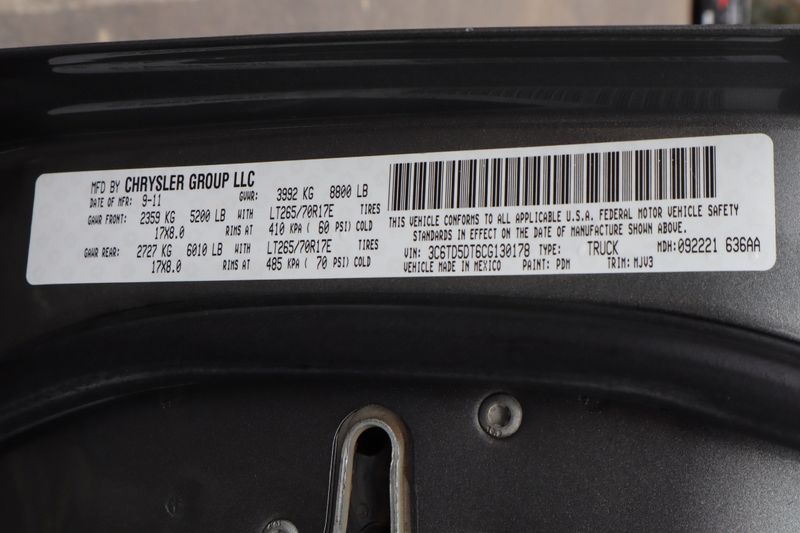 MFD BY CHRYSLER GROUP LLC
DATE OF MFR: 9-11 GVWR: 3992 KG 8800 LB
GAWR FRONT: 2359 KG 5200 LB WITH LT265/70R17E TIRES
17X8.0 RIMS AT 410 KPA ( 60 PSI) COLD
GAWR REAR: 2727 KG 6010 LB WITH LT265/70R17E TIRES
17X8.0 RIMS AT 485 KPA ( 70 PSI) COLD
THIS VEHICLE CONFORMS TO ALL APPLICABLE U.S.A. FEDERAL MOTOR VEHICLE SAFETY
STANDARDS IN EFFECT ON THE DATE OF MANUFACTURE SHOWN ABOVE.
VIN: 3C6TD5DT6CG130178 TYPE: TRUCK MDH: 092221 636AA
VEHICLE MADE IN MEXICO PAINT: PDM TRIM: MJV3